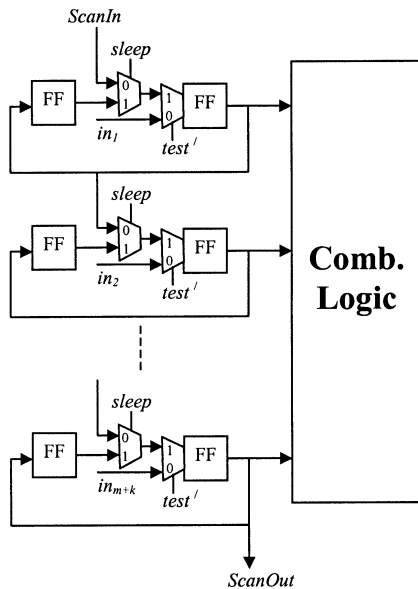 ScanIn
sleep
FF
0
1
1
0
FF
in1
test′
sleep
FF
0
1
1
0
FF
in2
test′
Comb.
Logic
sleep
FF
0
1
1
0
FF
inm+k
test′
ScanOut